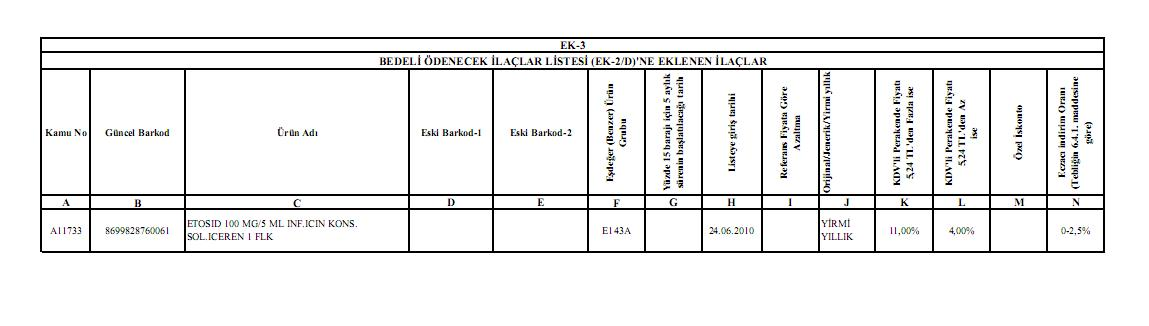 EK-3
BEDELİ ÖDENECEK İLAÇLAR LİSTESİ (EK-2/D)'NE EKLENEN İLAÇLAR
Kamu No
Güncel Barkod
Ürün Adı
Eski Barkod-1
Eski Barkod-2
Eşdeğer (Benzer) Ürün
Grubu
Yüzde 15 barajı için 5 aylık
sürenin başlatılacağı tarih
Listeye giriş tarihi
Referans Fiyata Göre
Azaltma
Orijinal/Jenerik/Yirmi yıllık
KDV'li Perakende Fiyatı
5,24 TL'den Fazla ise
KDV'li Perakende Fiyatı
5,24 TL'den Az
ise
Özel İskonto
Eczacı indirim Oranı
(Tebliğin 6.4.1. maddesine
göre)
A B C D E F G H I J K L M N
A11733
8699828760061
ETOSID 100 MG/5 ML INF.ICIN KONS.
SOL.ICEREN 1 FLK
E143A
24.06.2010
YİRMİ
YILLIK
11,00%
4,00%
0-2,5%